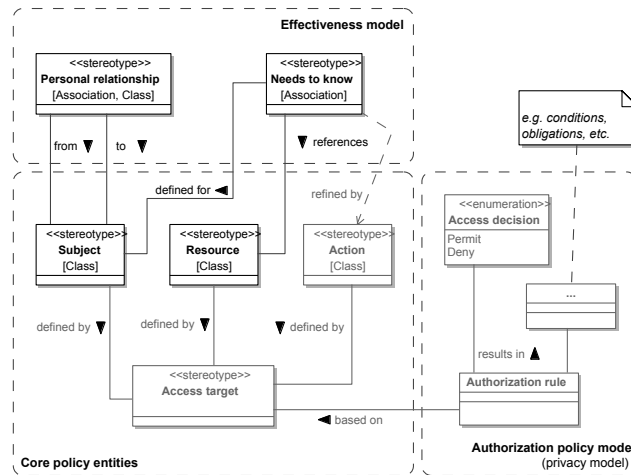 Effectiveness model
<<stereotype>>
Personal relationship
[Association, Class]
<<stereotype>>
Needs to know
[Association]
e.g. conditions,
obligations, etc.
from
to
references
defined for
refined by
<<stereotype>>
Subject
[Class]
<<stereotype>>
Resource
[Class]
<<stereotype>>
Action
[Class]
<<enumeration>>
Access decision
Permit
Deny
...
defined by
defined by
defined by
results in
<<stereotype>>
Access target
Authorization rule
based on
Core policy entities
Authorization policy mode
(privacy model)